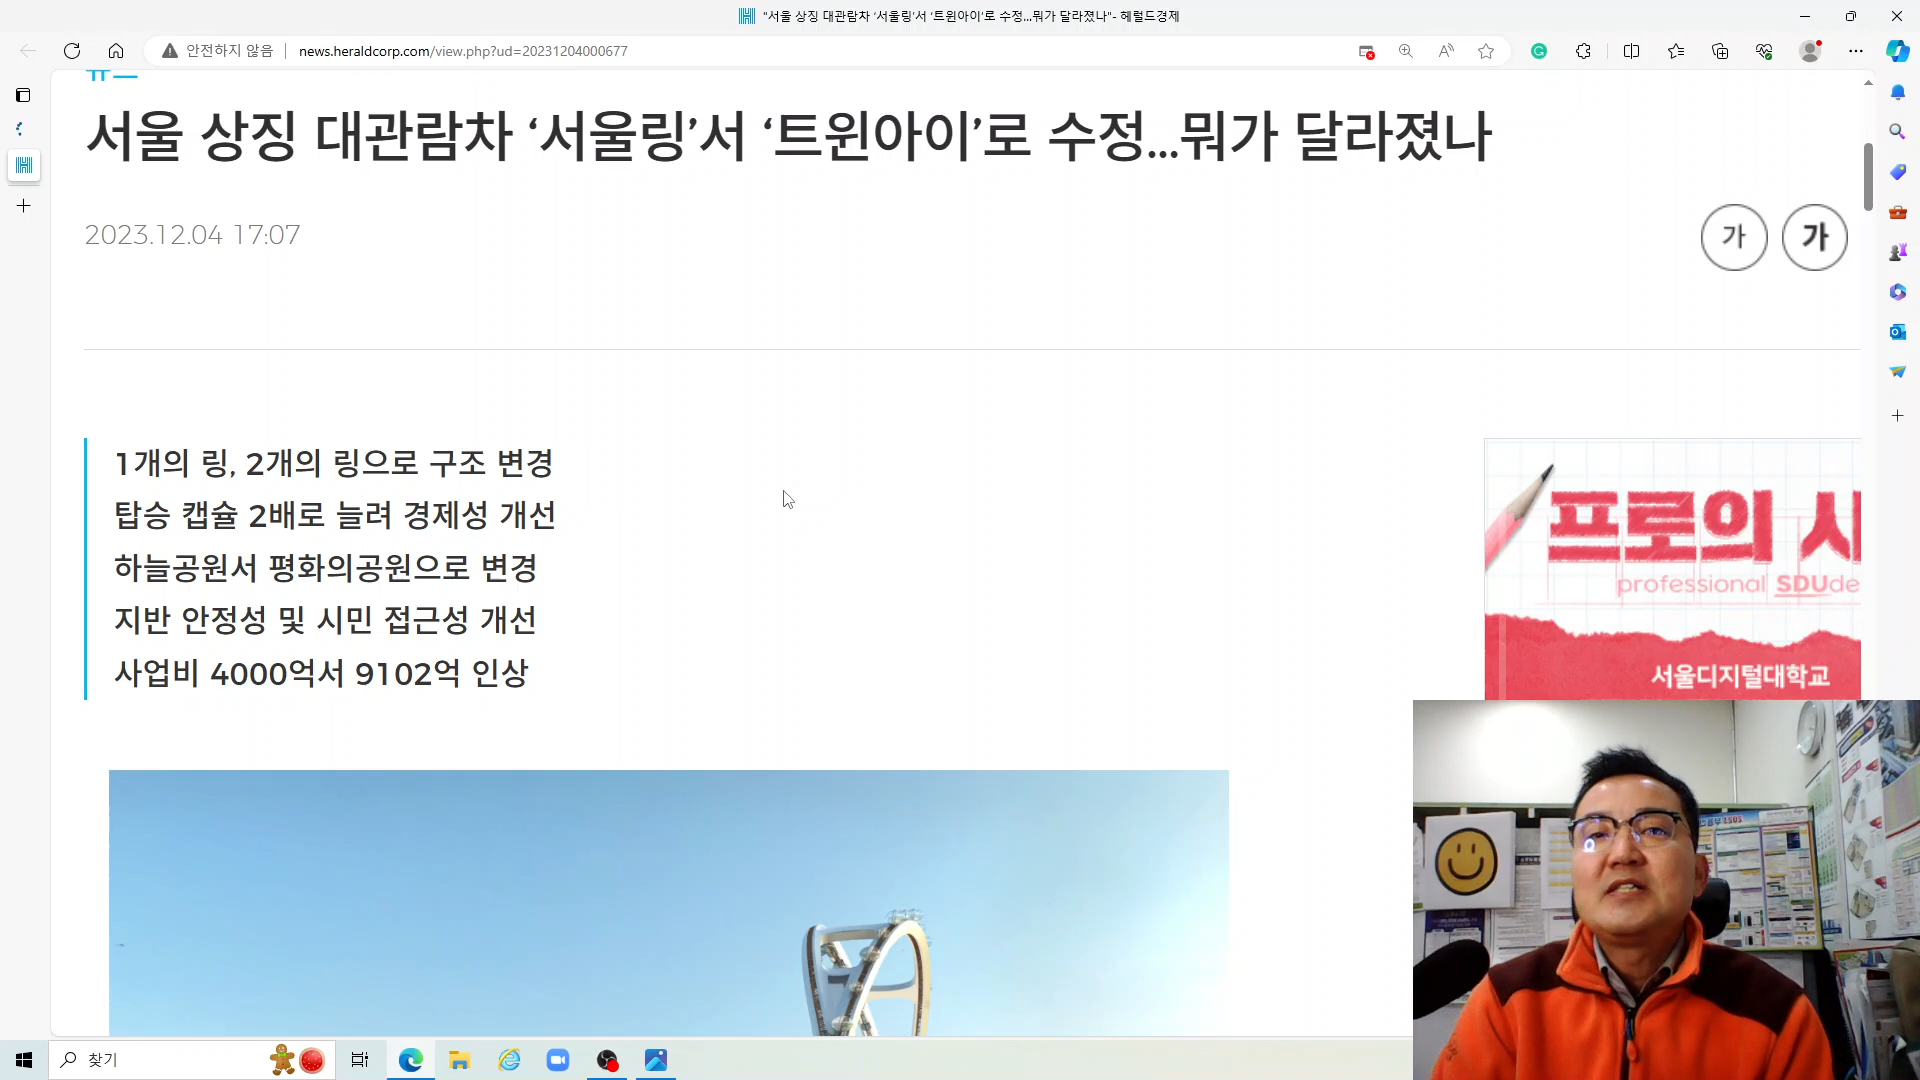 "서울 상징 대관람차 ‘서울링’서 ‘트윈아이’로 수정...뭐가 달라졌나"- 헤럴드경제
안전하지 않음
news.heraldcorp.com/view.php?ud=20231204000677
서울 상징 대관람차 ‘서울링’서 ‘트윈아이’로 수정...뭐가 달라졌나
2023.12.04 17:07
가 가
1개의 링, 2개의 링으로 구조 변경
탑승 캡슐 2배로 늘려 경제성 개선
하늘공원서 평화의공원으로 변경
지반 안정성 및 시민 접근성 개선
사업비 4000억서 9102억 인상
프로의 시
professional SDUde
서울디지털대학교
찾기